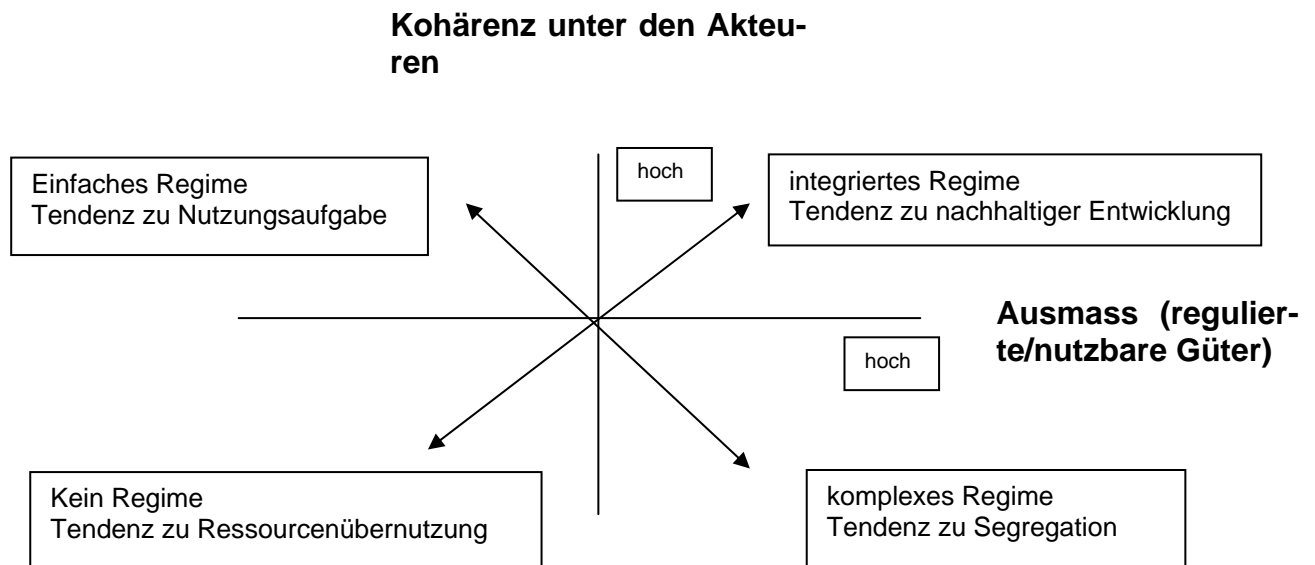 Kohärenz unter den Akteu-
ren
hoch
Einfaches Regime
Tendenz zu Nutzungsaufgabe
integriertes Regime
Tendenz zu nachhaltiger Entwicklung
Ausmass (regulier-
te/nutzbare Güter)
hoch
Kein Regime
Tendenz zu Ressourcenübernutzung
komplexes Regime
Tendenz zu Segregation